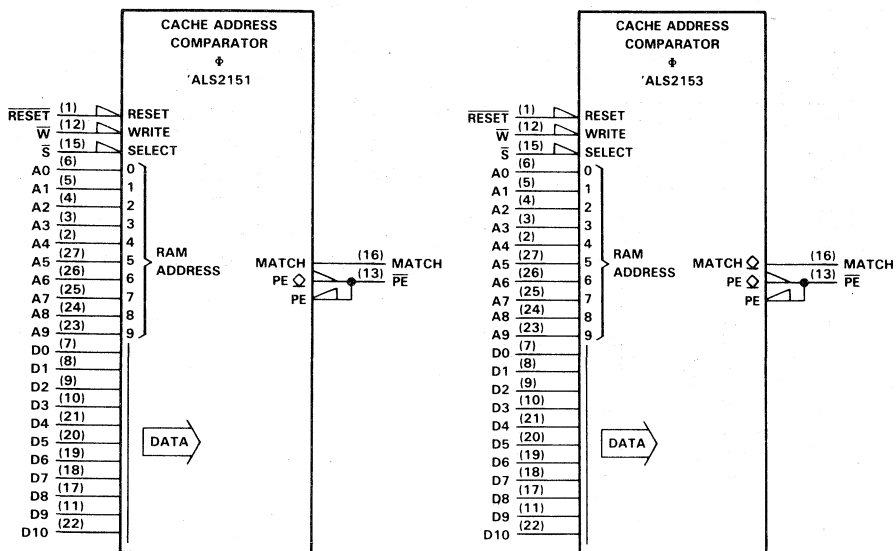 CACHE ADDRESS
COMPARATOR
Φ
'ALS2151
RESET (1) RESET
W (12) WRITE
S (15) SELECT
A0 (6) 0
A1 (5) 1
A2 (4) 2
A3 (3) 3
A4 (2) 4
A5 (27) 5
A6 (26) 6
A7 (25) 7
A8 (24) 8
A9 (23) 9
RAM
ADDRESS
MATCH (16) MATCH
PE (13) PE
PE
D0 (7)
D1 (8)
D2 (9)
D3 (10)
D4 (21)
D5 (20)
D6 (19)
D7 (18)
D8 (17)
D9 (11)
D10 (22)
DATA
CACHE ADDRESS
COMPARATOR
Φ
'ALS2153
RESET (1) RESET
W (12) WRITE
S (15) SELECT
A0 (6) 0
A1 (5) 1
A2 (4) 2
A3 (3) 3
A4 (2) 4
A5 (27) 5
A6 (26) 6
A7 (25) 7
A8 (24) 8
A9 (23) 9
RAM
ADDRESS
MATCH (16) MATCH
PE (13) PE
PE
D0 (7)
D1 (8)
D2 (9)
D3 (10)
D4 (21)
D5 (20)
D6 (19)
D7 (18)
D8 (17)
D9 (11)
D10 (22)
DATA